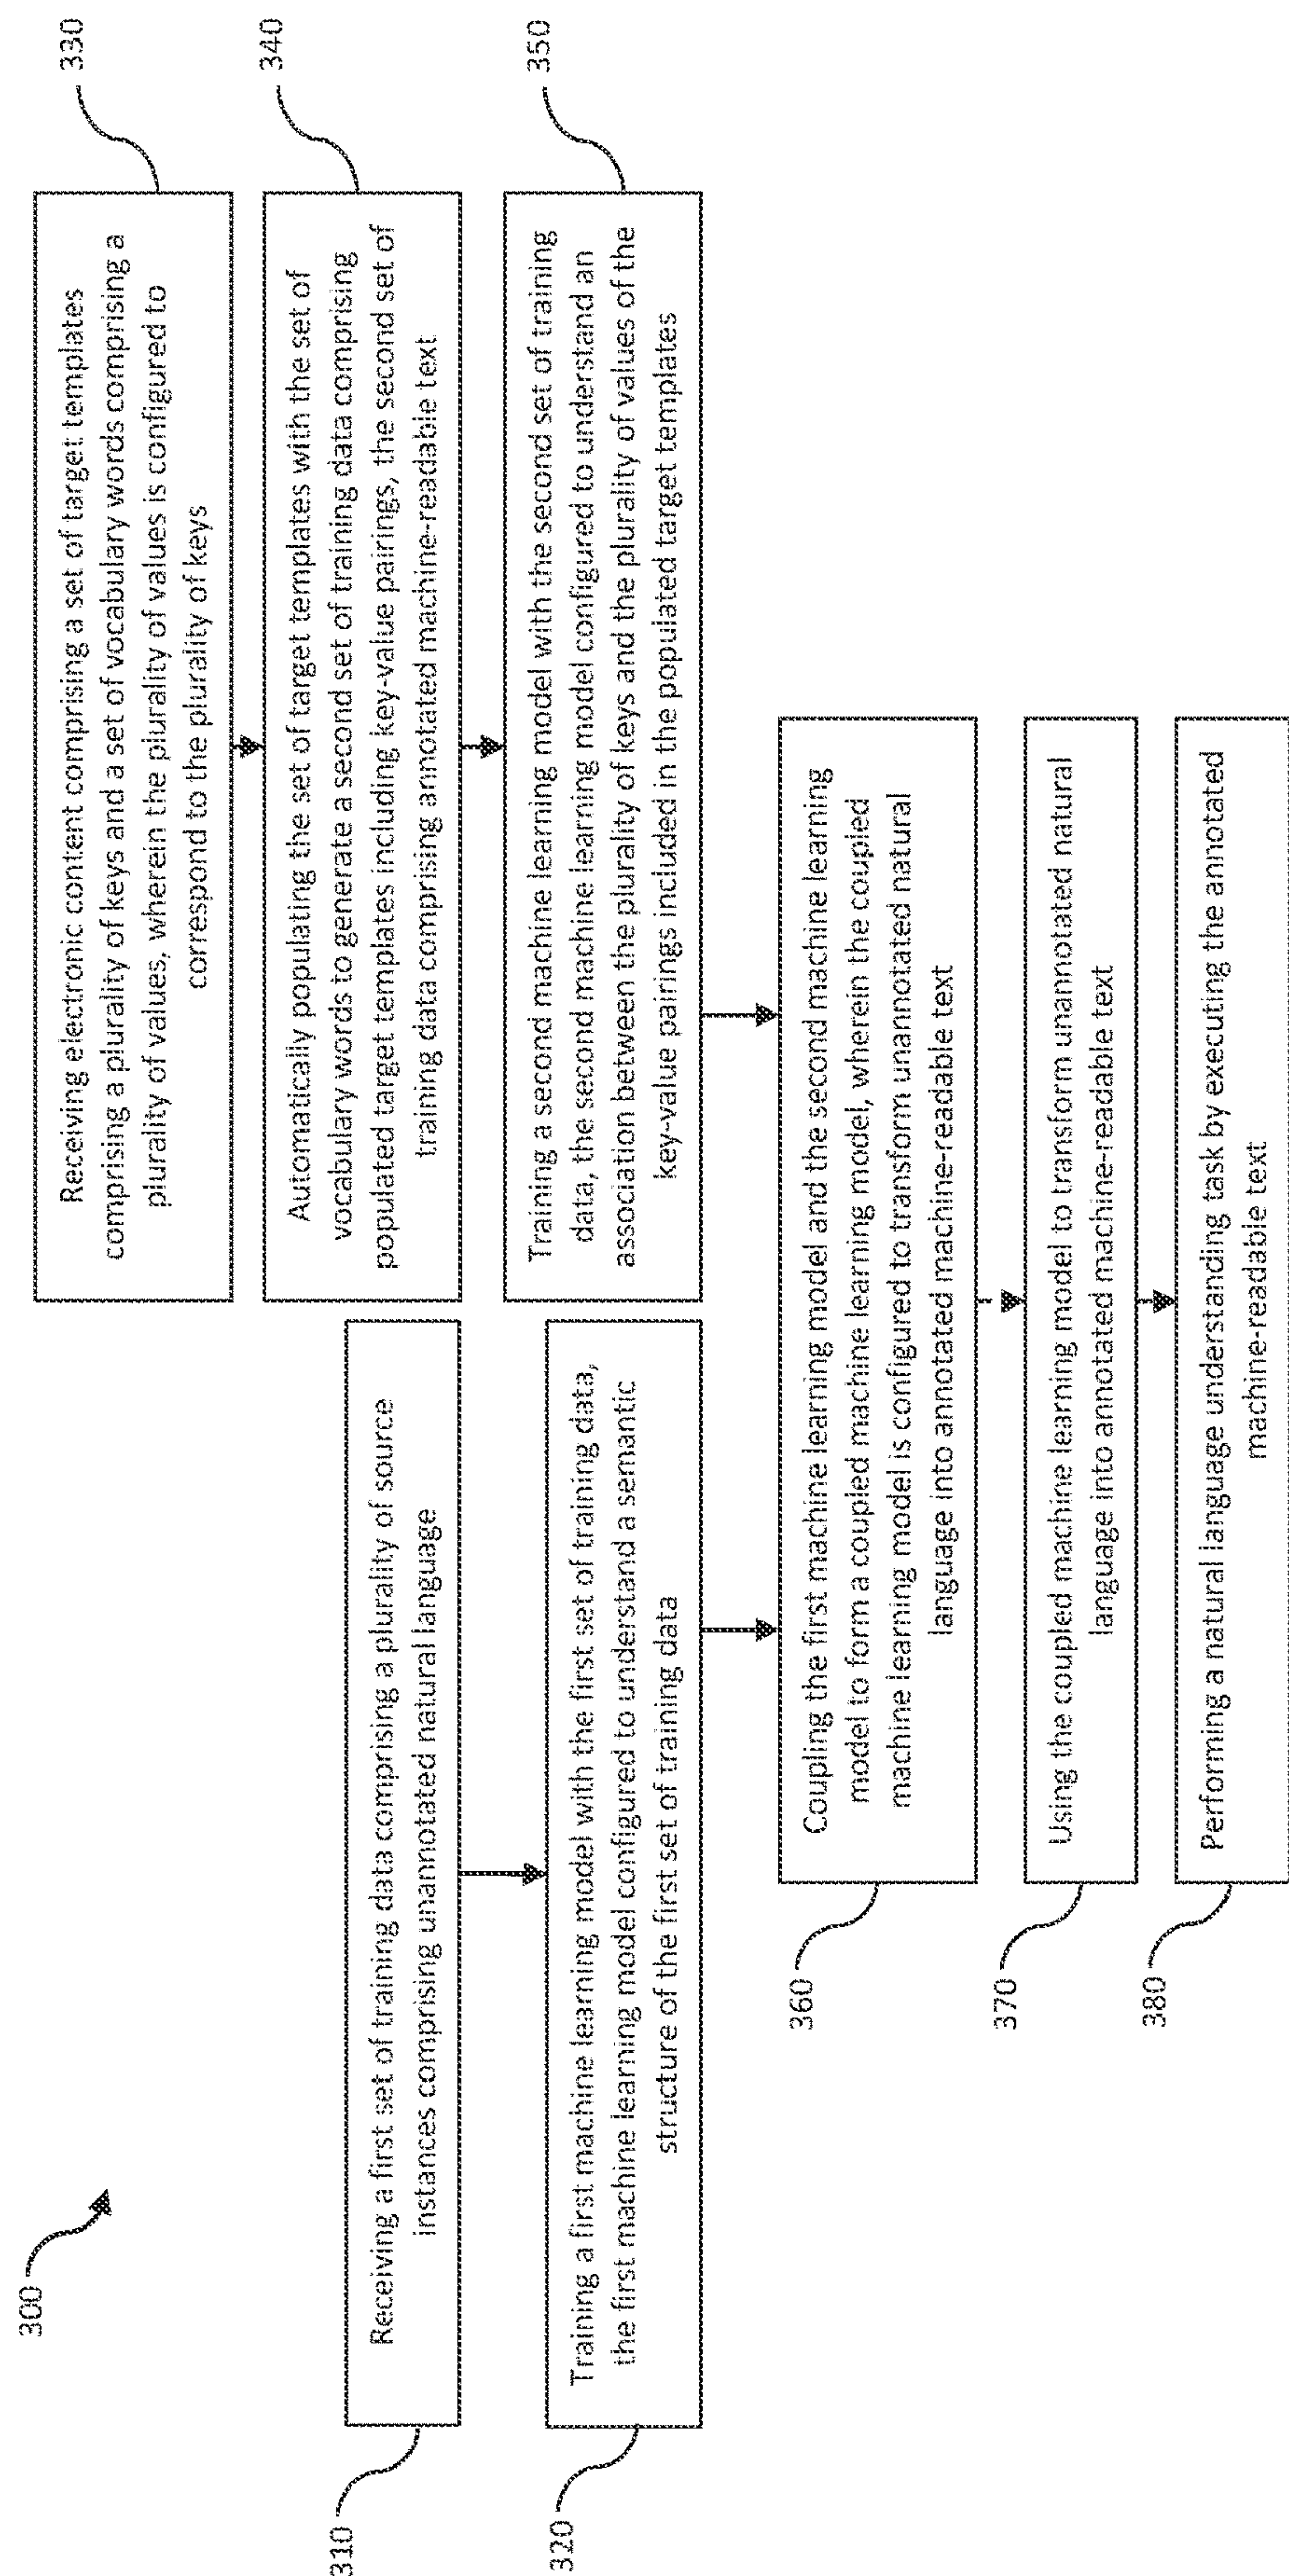 300
310
Receiving a first set of training data comprising a plurality of source
instances comprising unannotated natural language
320
Training a first machine learning model with the first set of training data,
the first machine learning model configured to understand a semantic
structure of the first set of training data
330
Receiving electronic content comprising a set of target templates
comprising a plurality of keys and a set of vocabulary words comprising a
plurality of values, wherein the plurality of values is configured to
correspond to the plurality of keys
340
Automatically populating the set of target templates with the set of
vocabulary words to generate a second set of training data comprising
populated target templates including key-value pairings, the second set of
training data comprising annotated machine-readable text
350
Training a second machine learning model with the second set of training
data, the second machine learning model configured to understand an
association between the plurality of keys and the plurality of values of the
key-value pairings included in the populated target templates
360
Coupling the first machine learning model and the second machine learning
model to form a coupled machine learning model, wherein the coupled
machine learning model is configured to transform unannotated natural
language into annotated machine-readable text
370
Using the coupled machine learning model to transform unannotated natural
language into annotated machine-readable text
380
Performing a natural language understanding task by executing the annotated
machine-readable text